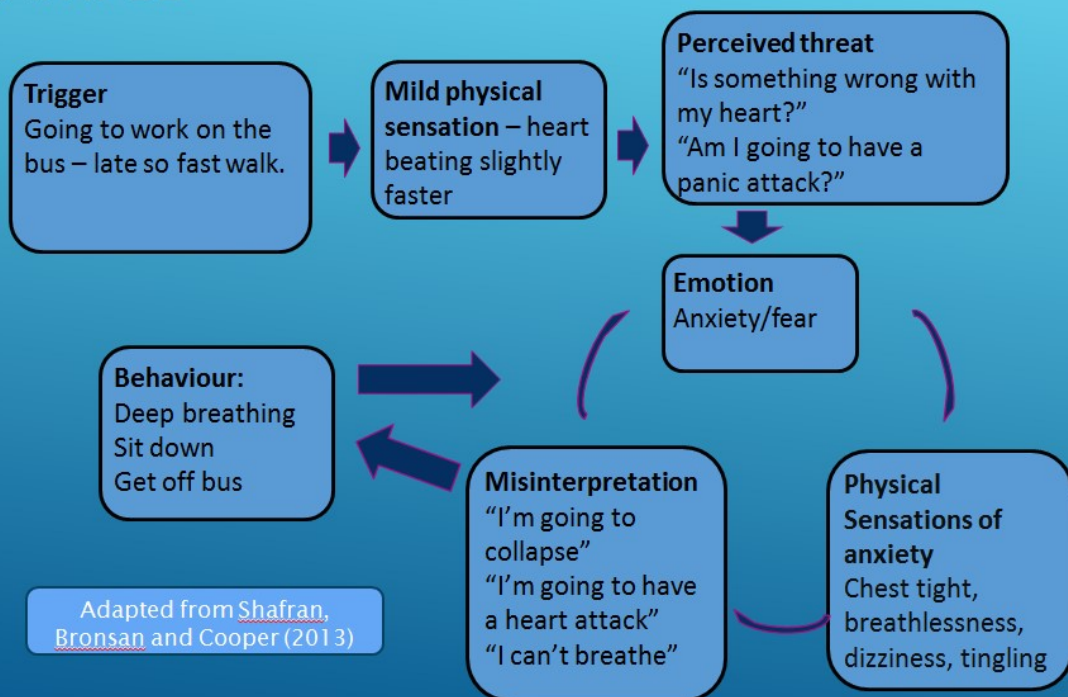 Trigger
Going to work on the
bus – late so fast walk.
Mild physical
sensation – heart
beating slightly
faster
Perceived threat
“Is something wrong with
my heart?”
“Am I going to have a
panic attack?”
Emotion
Anxiety/fear
Physical
Sensations of
anxiety
Chest tight,
breathlessness,
dizziness, tingling
Misinterpretation
“I’m going to
collapse”
“I’m going to have
a heart attack”
“I can’t breathe”
Behaviour:
Deep breathing
Sit down
Get off bus
Adapted from Shafran,
Bronsan and Cooper (2013)